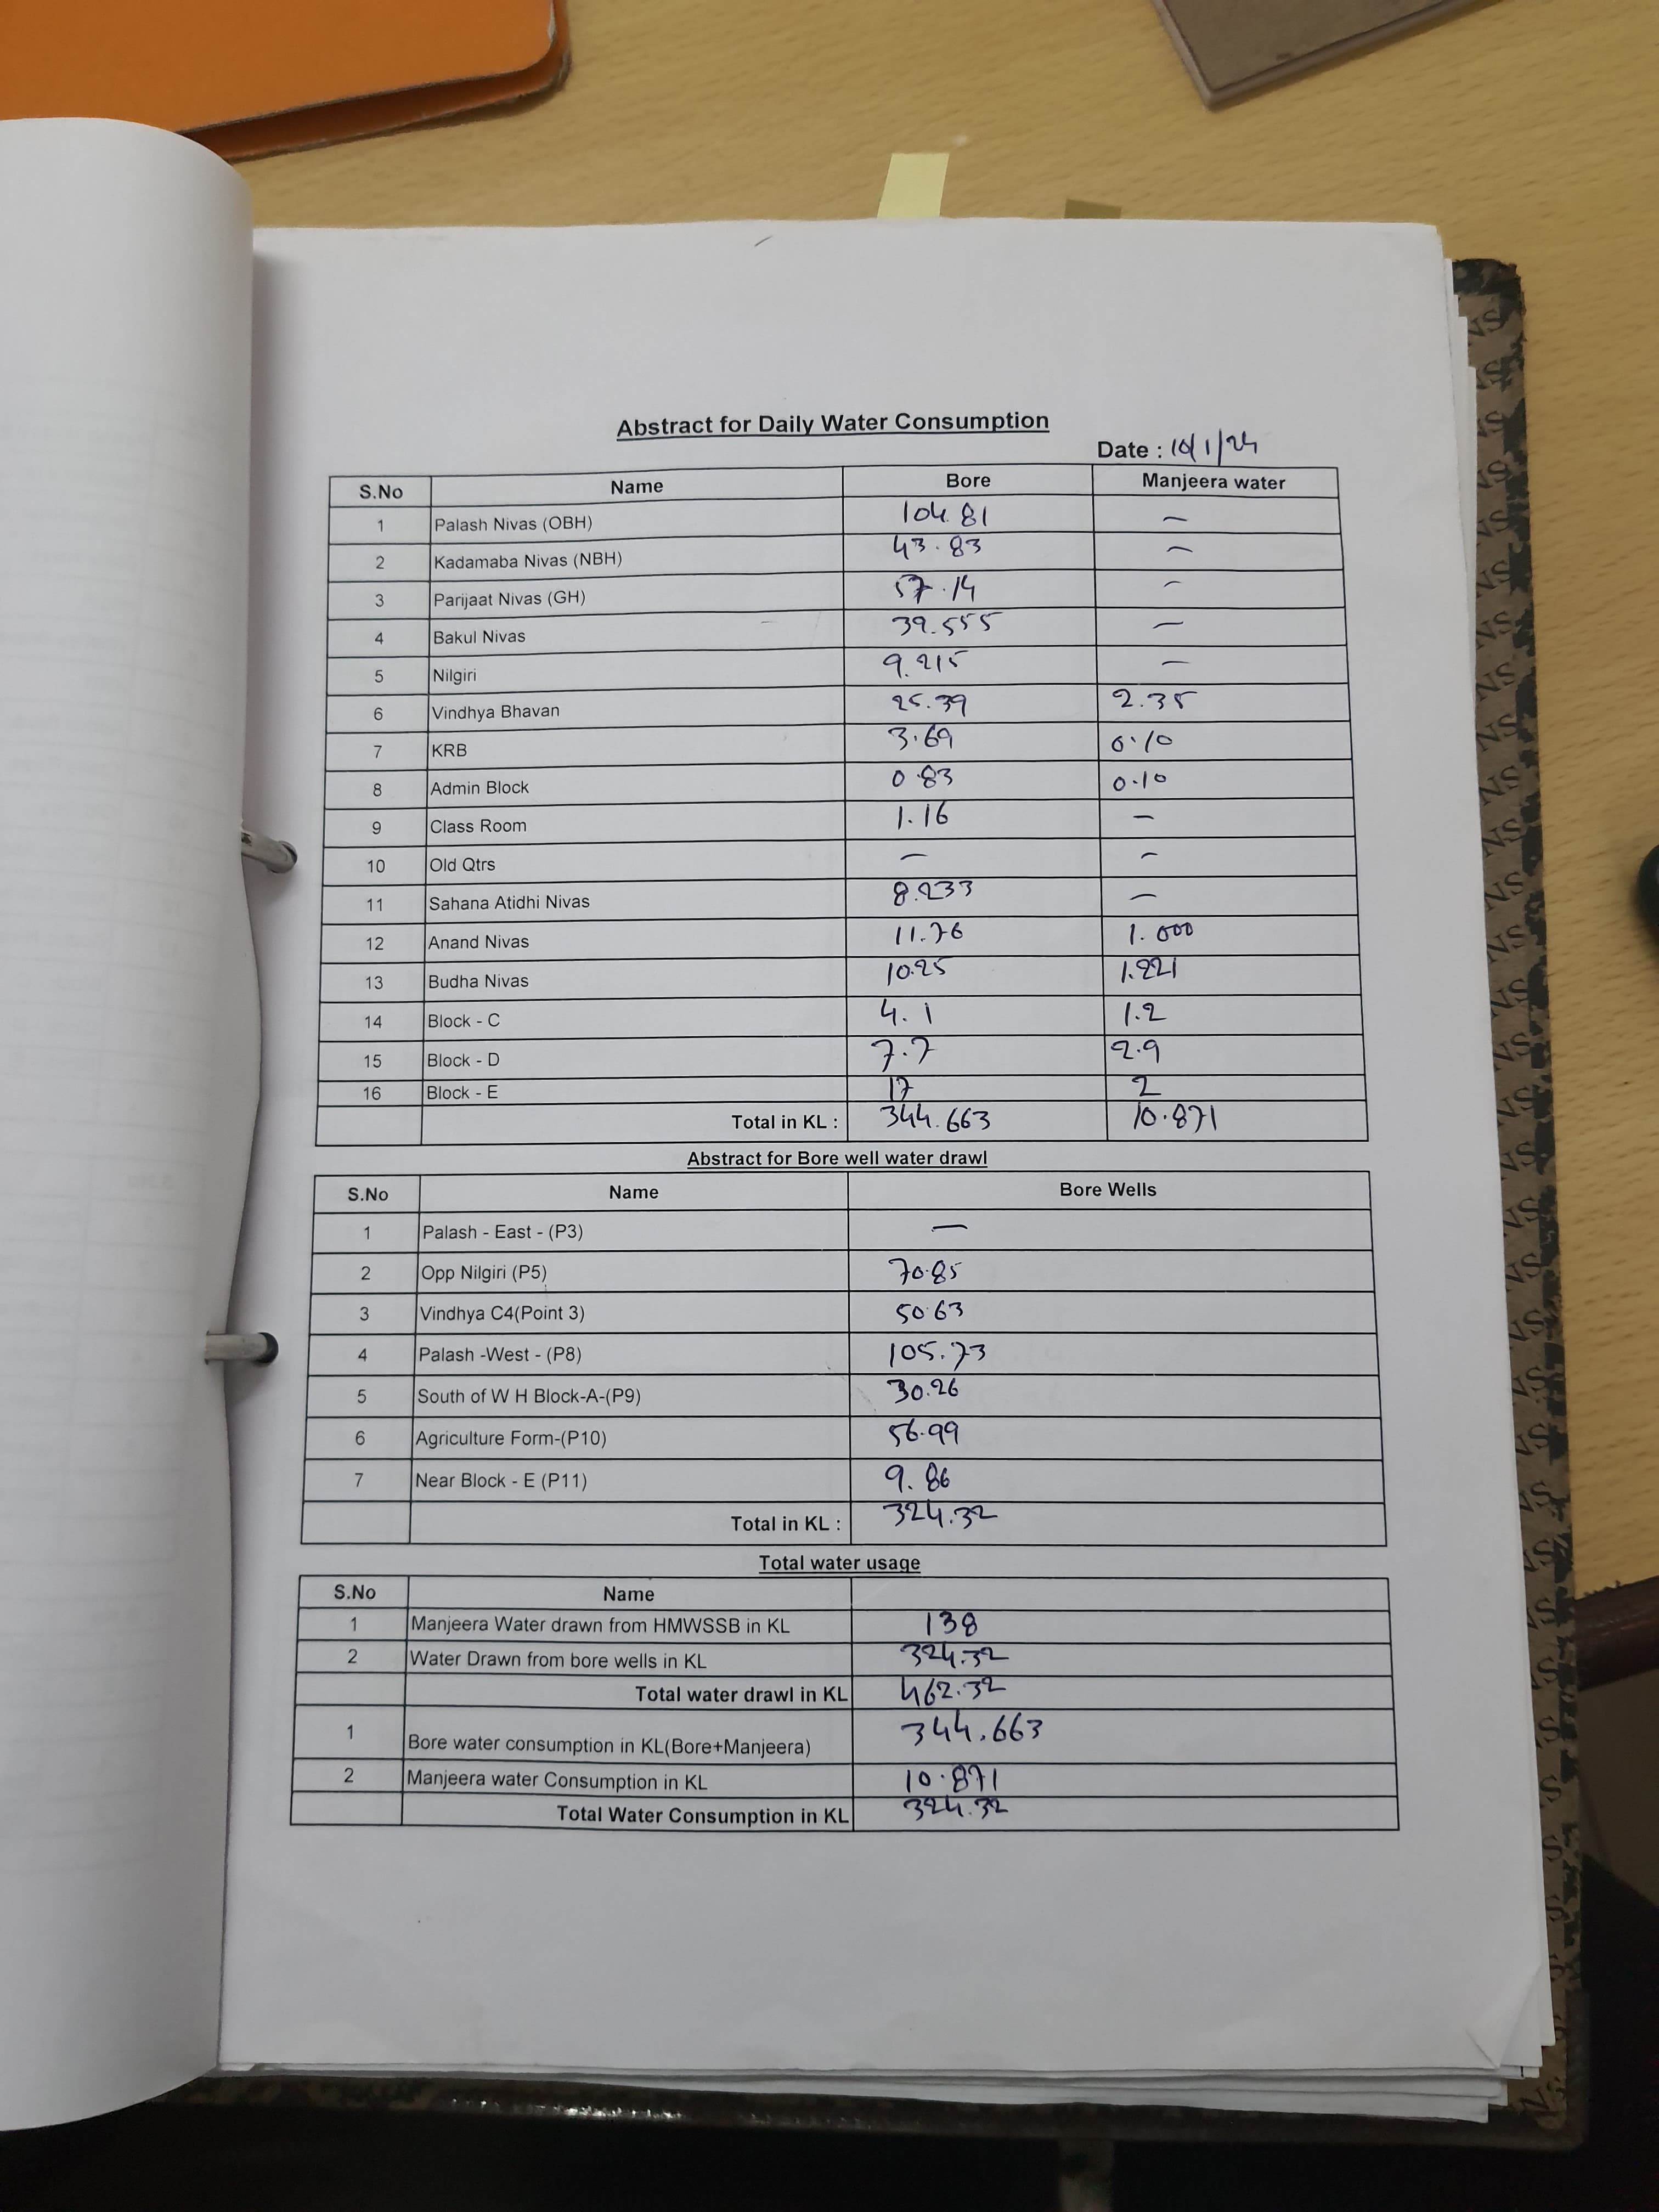 Abstract for Daily Water Consumption
Date : 10/1/24
S.No Name Bore Manjeera water
1 Palash Nivas (OBH) 104.81 —
2 Kadamaba Nivas (NBH) 43.83 —
3 Parijaat Nivas (GH) 57.14 —
4 Bakul Nivas 39.555 —
5 Nilgiri 9.215 —
6 Vindhya Bhavan 25.39 2.35
7 KRB 3.69 0.10
8 Admin Block 0.83 0.10
9 Class Room 1.16 —
10 Old Qtrs — —
11 Sahana Atidhi Nivas 8.233 —
12 Anand Nivas 11.76 1.000
13 Budha Nivas 10.25 1.221
14 Block - C 4.1 1.2
15 Block - D 7.7 2.9
16 Block - E 17 2
Total in KL : 344.663 10.871
Abstract for Bore well water drawl
S.No Name Bore Wells
1 Palash - East - (P3) —
2 Opp Nilgiri (P5) 70.85
3 Vindhya C4(Point 3) 50.63
4 Palash -West - (P8) 105.73
5 South of W H Block-A-(P9) 30.26
6 Agriculture Form-(P10) 56.99
7 Near Block - E (P11) 9.86
Total in KL : 324.32
Total water usage
S.No Name
1 Manjeera Water drawn from HMWSSB in KL 138
2 Water Drawn from bore wells in KL 324.32
Total water drawl in KL 462.32
1 Bore water consumption in KL(Bore+Manjeera) 344.663
2 Manjeera water Consumption in KL 10.871
Total Water Consumption in KL 324.32